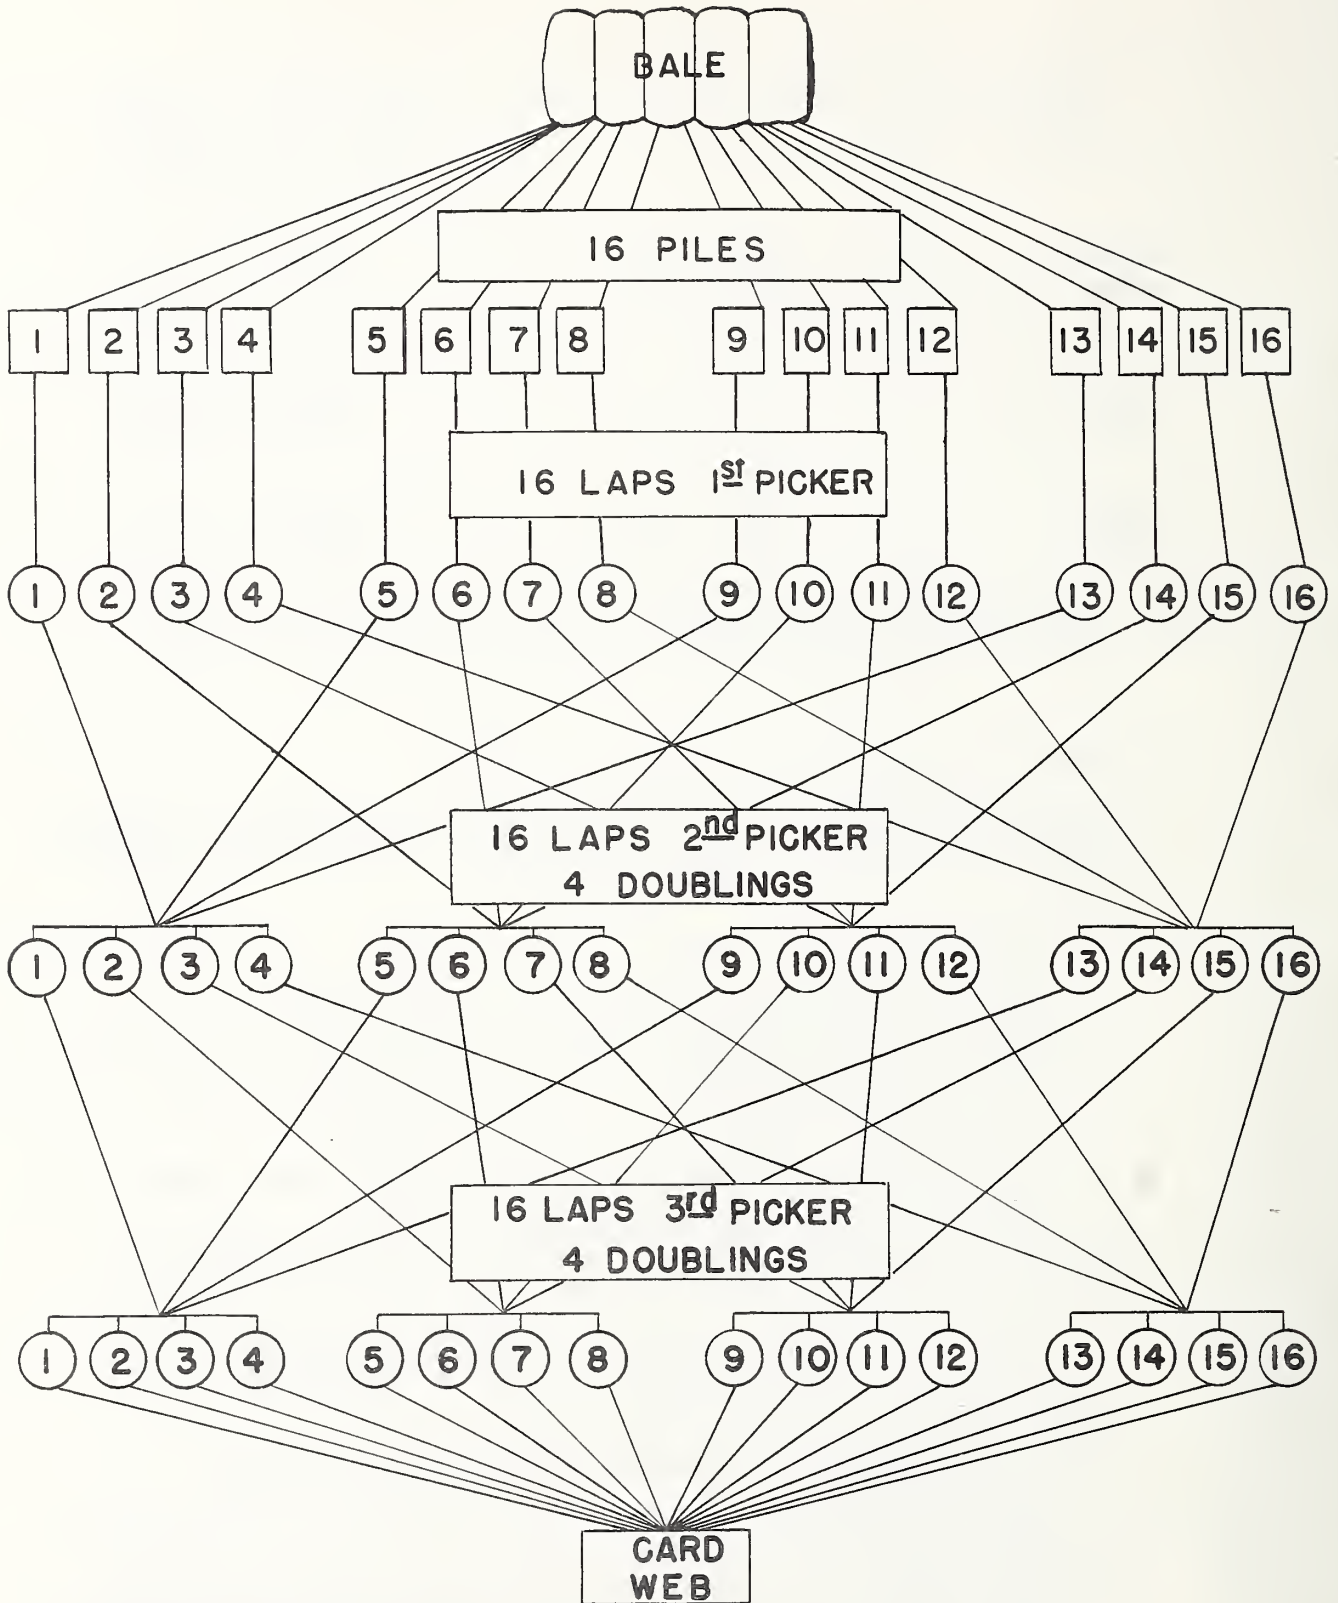 BALE
16 PILES
1 2 3 4 5 6 7 8 9 10 11 12 13 14 15 16
16 LAPS 1st PICKER
1 2 3 4 5 6 7 8 9 10 11 12 13 14 15 16
16 LAPS 2nd PICKER
4 DOUBLINGS
1 2 3 4 5 6 7 8 9 10 11 12 13 14 15 16
16 LAPS 3rd PICKER
4 DOUBLINGS
1 2 3 4 5 6 7 8 9 10 11 12 13 14 15 16
CARD
WEB